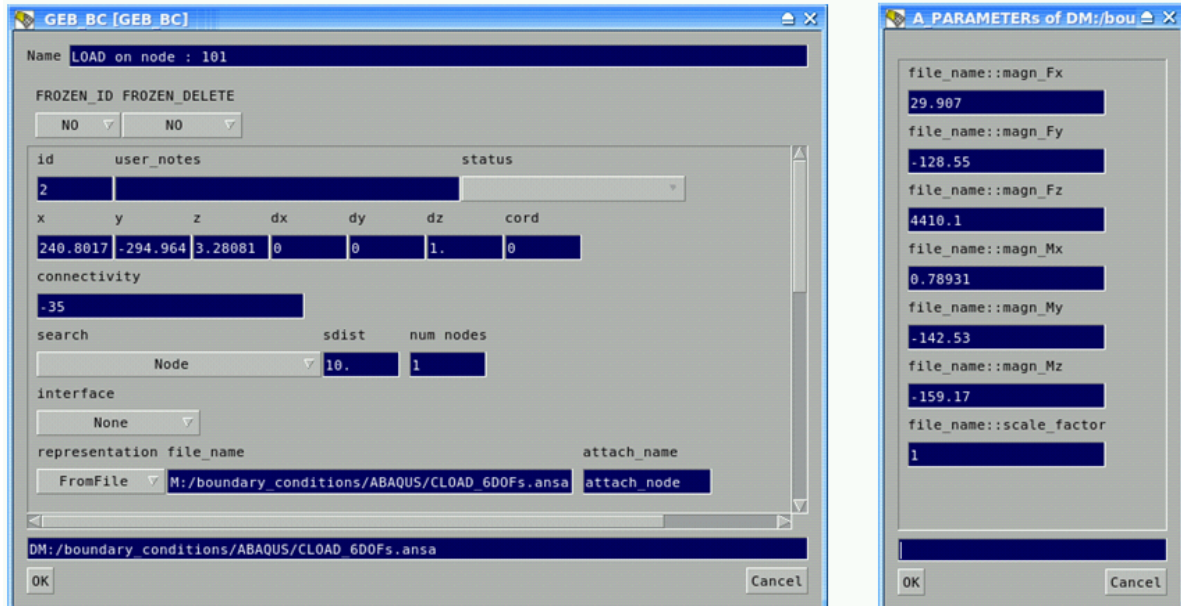 GEB_BC [GEB_BC]
Name LOAD on node : 101
FROZEN_ID FROZEN_DELETE
NO NO
id user_notes status
2
x y z dx dy dz cord
240.8017 -294.964 3.28081 0 0 1. 0
connectivity
-35
search sdist num nodes
Node 10. 1
interface
None
representation file_name attach_name
FromFile M:/boundary_conditions/ABAQUS/CLOAD_6DOFs.ansa attach_node
DM:/boundary_conditions/ABAQUS/CLOAD_6DOFs.ansa
OK Cancel
A_PARAMETERs of DM:/bou
file_name::magn_Fx
29.907
file_name::magn_Fy
-128.55
file_name::magn_Fz
4410.1
file_name::magn_Mx
0.78931
file_name::magn_My
-142.53
file_name::magn_Mz
-159.17
file_name::scale_factor
1
OK Cancel